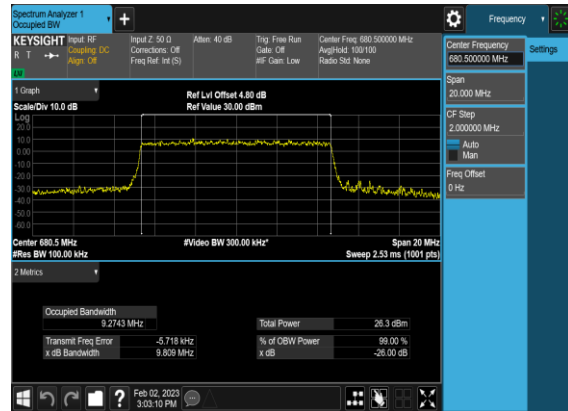 Spectrum Analyzer 1
Occupied BW
+
Frequency
KEYSIGHT
R T
LW
Input: RF
Coupling: DC
Align: Off
Input Z: 50 Ω
Corrections: Off
Freq Ref: Int (S)
Atten: 40 dB
Trig: Free Run
Gate: Off
#IF Gain: Low
Center Freq: 680.500000 MHz
Avg|Hold: 100/100
Radio Std: None
Center Frequency
680.500000 MHz
Settings
Span
20.000 MHz
CF Step
2.000000 MHz
Auto
Man
Freq Offset
0 Hz
1 Graph
Scale/Div 10.0 dB
Ref Lvl Offset 4.80 dB
Ref Value 30.00 dBm
Log
20.0
10.0
0.00
-10.0
-20.0
-30.0
-40.0
-50.0
-60.0
Center 680.5 MHz
#Res BW 100.00 kHz
#Video BW 300.00 kHz*
Span 20 MHz
Sweep 2.53 ms (1001 pts)
2 Metrics
Occupied Bandwidth
9.2743 MHz
Total Power 26.3 dBm
Transmit Freq Error -5.718 kHz
% of OBW Power 99.00 %
x dB Bandwidth 9.809 MHz
x dB -26.00 dB
?
Feb 02, 2023
3:03:10 PM